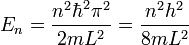 E_n = \frac{n^2 \hbar^2 \pi^2}{2mL^2} = \frac{n^2 h^2}{8mL^2}